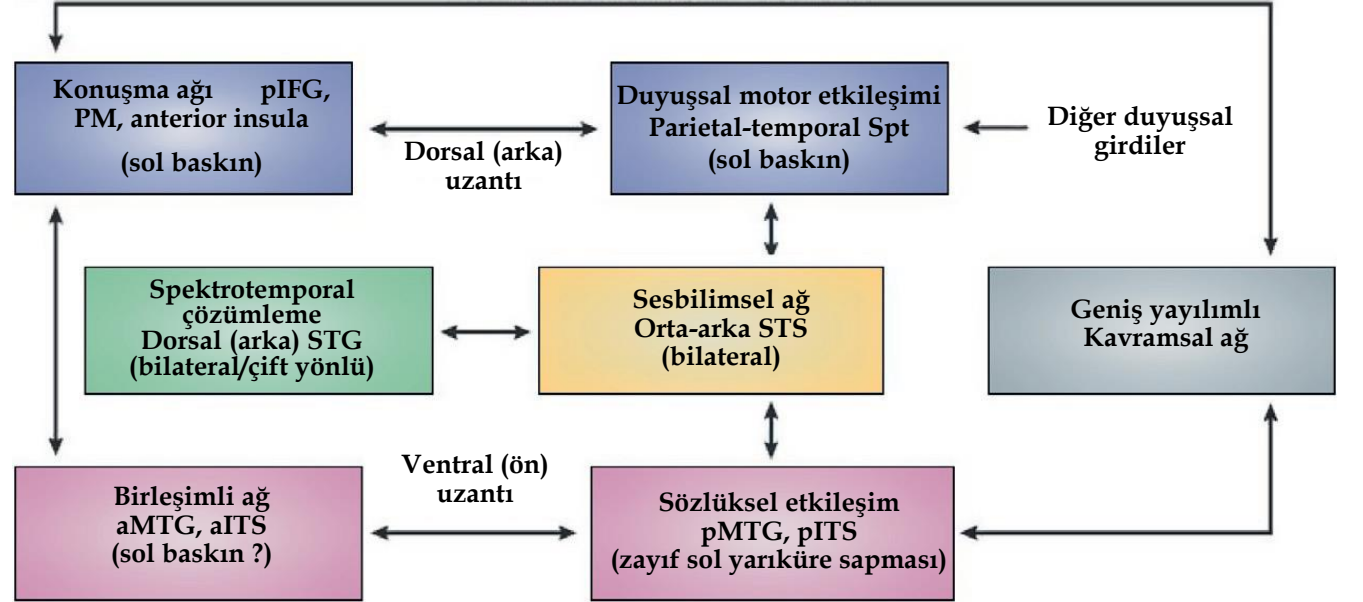 Konuşma ağı pIFG,
PM, anterior insula
(sol baskın)
Dorsal (arka)
uzantı
Duyuşsal motor etkileşimi
Parietal-temporal Spt
(sol baskın)
Diğer duyuşsal
girdiler
Spektrotemporal
çözümleme
Dorsal (arka) STG
(bilateral/çift yönlü)
Sesbilimsel ağ
Orta-arka STS
(bilateral)
Geniş yayılımlı
Kavramsal ağ
Birleşimli ağ
aMTG, aITS
(sol baskın ?)
Ventral (ön)
uzantı
Sözlüksel etkileşim
pMTG, pITS
(zayıf sol yarıküre sapması)